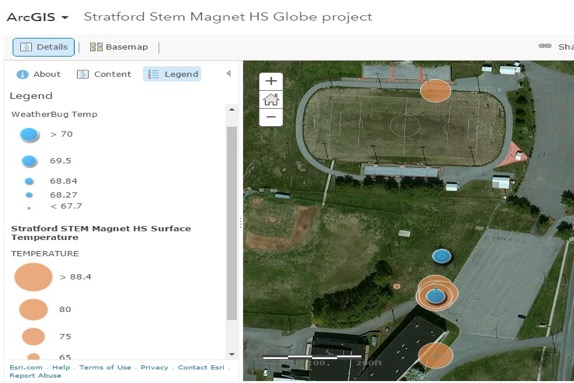 ArcGIS Stratford Stem Magnet HS Globe project
Details Basemap Sha
About Content Legend
Legend
WeatherBug Temp
> 70
69.5
68.84
68.27
< 67.7
Stratford STEM Magnet HS Surface
Temperature
TEMPERATURE
> 88.4
80
75
65
Esri.com . Help . Terms of Use . Privacy . Contact Esri .
Report Abuse
+
−
100 200ft